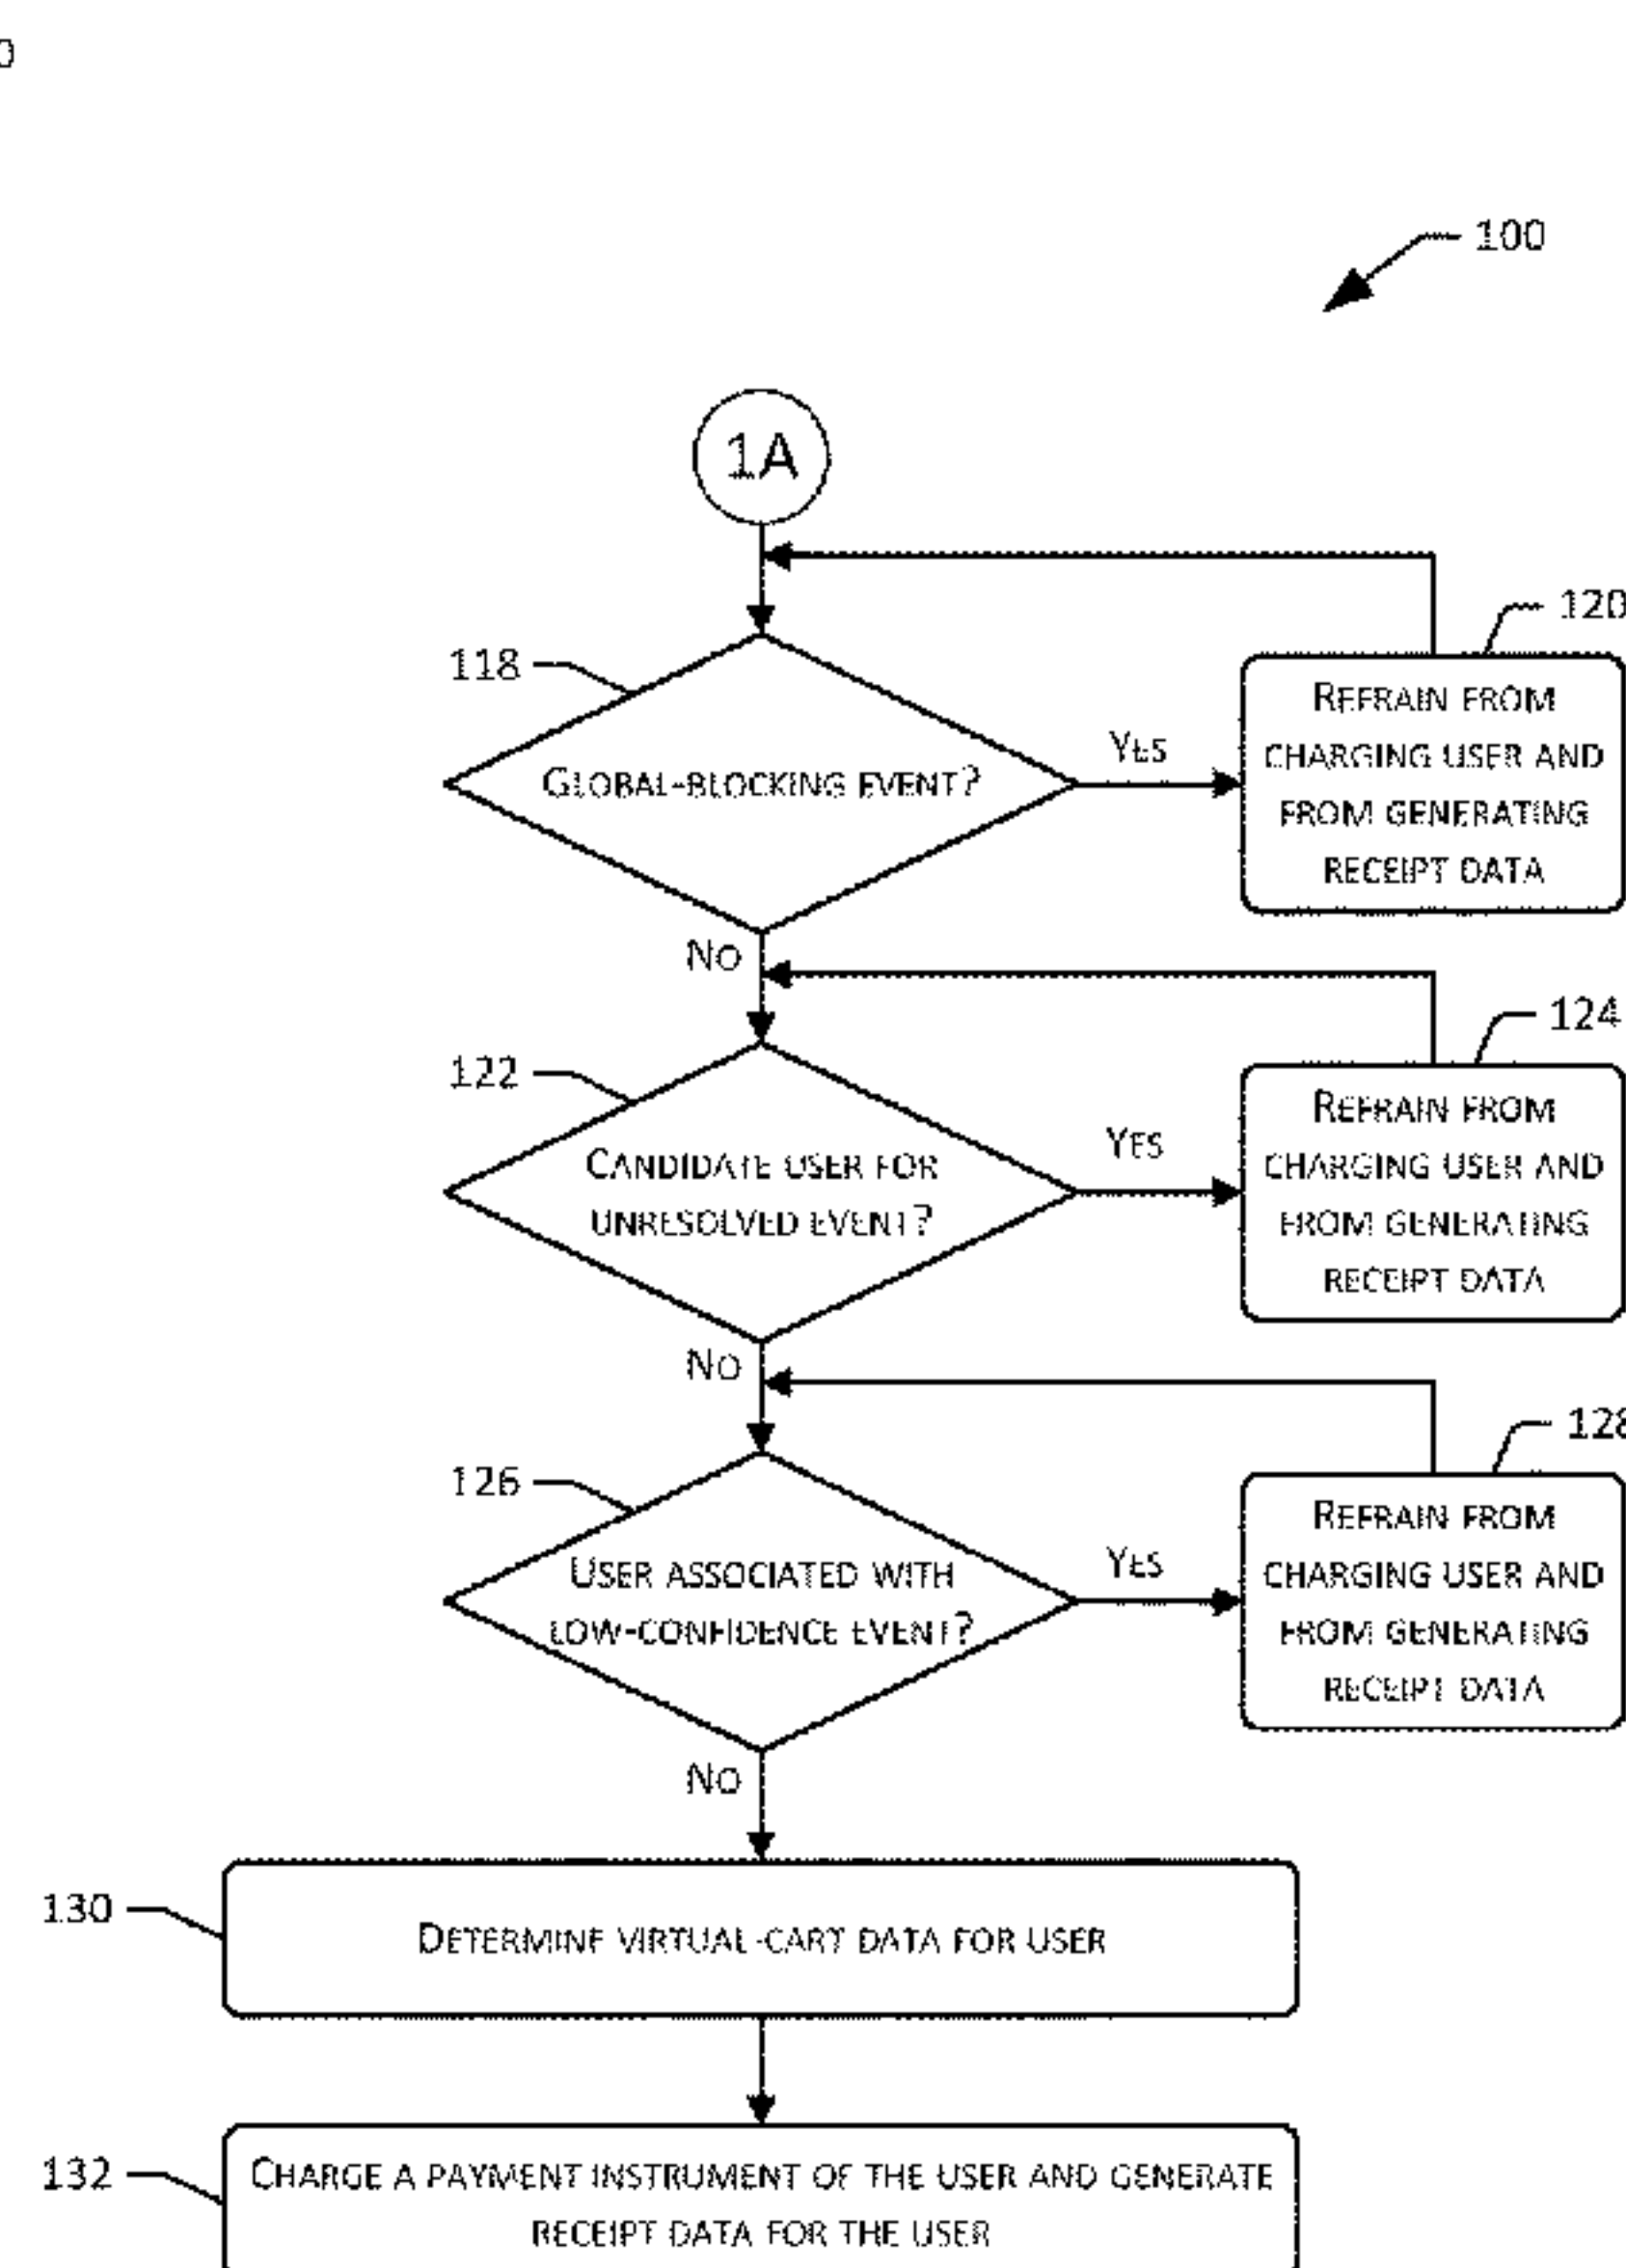 0
100
1A
120
118
GLOBAL-BLOCKING EVENT?
YES
REFRAIN FROM
CHARGING USER AND
FROM GENERATING
RECEIPT DATA
NO
124
122
CANDIDATE USER FOR
UNRESOLVED EVENT?
YES
REFRAIN FROM
CHARGING USER AND
FROM GENERATING
RECEIPT DATA
NO
128
126
USER ASSOCIATED WITH
LOW-CONFIDENCE EVENT?
YES
REFRAIN FROM
CHARGING USER AND
FROM GENERATING
RECEIPT DATA
NO
130
DETERMINE VIRTUAL-CART DATA FOR USER
132
CHARGE A PAYMENT INSTRUMENT OF THE USER AND GENERATE
RECEIPT DATA FOR THE USER